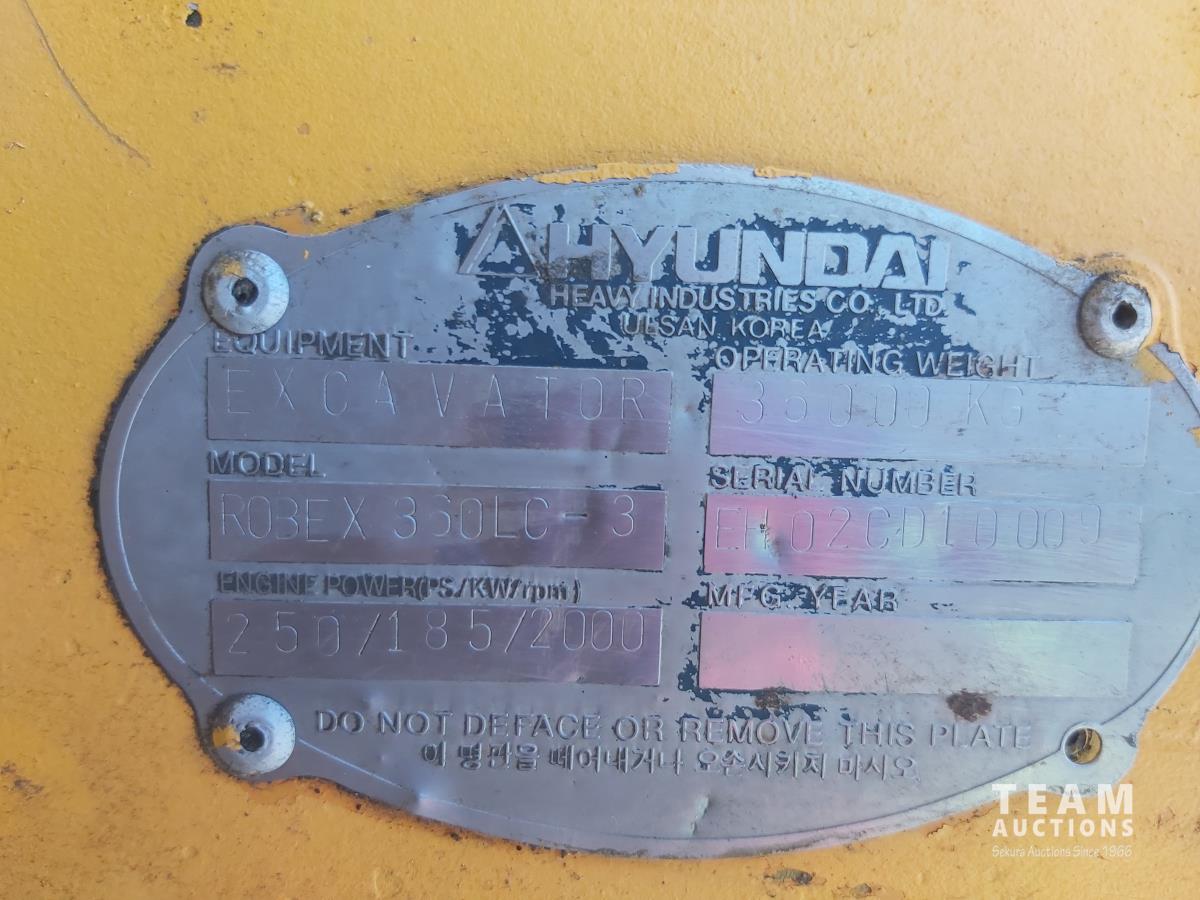 HYUNDAI
HEAVY INDUSTRIES CO., LTD.
ULSAN, KOREA
EQUIPMENT
EXCAVATOR
OPERATING WEIGHT
36000 KG
MODEL
ROBEX 360LC-3
SERIAL NUMBER
EH02CD10009
ENGINE POWER(PS/KW/rpm)
250/185/2000
MFG. YEAR
DO NOT DEFACE OR REMOVE THIS PLATE
이 명판을 떼어내거나 오손시키지 마시오.
TEAM
AUCTIONS
Sekura Auctions Since 1966